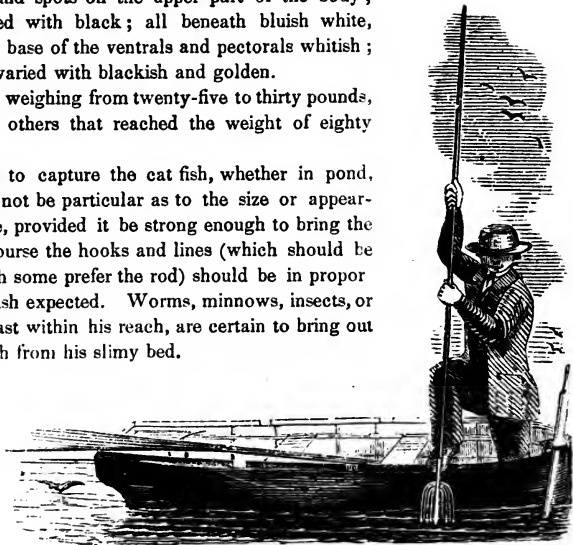 and spots on the upper part of the body ;
ed with black ; all beneath bluish white,
base of the ventrals and pectorals whitish ;
varied with blackish and golden.
weighing from twenty-five to thirty pounds,
others that reached the weight of eighty
to capture the cat fish, whether in pond,
not be particular as to the size or appear-
e, provided it be strong enough to bring the
ourse the hooks and lines (which should be
h some prefer the rod) should be in propor
ish expected. Worms, minnows, insects, or
ast within his reach, are certain to bring out
h from his slimy bed.